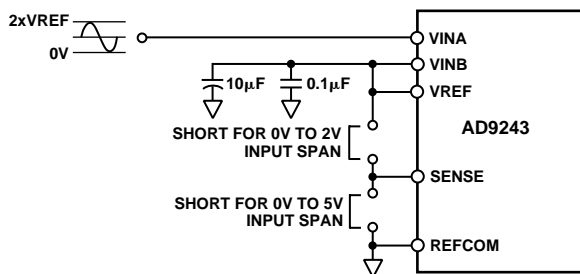 2xVREF
0V
VINA
VINB
10μF
0.1μF
VREF
AD9243
SHORT FOR 0V TO 2V
INPUT SPAN
SENSE
SHORT FOR 0V TO 5V
INPUT SPAN
REFCOM